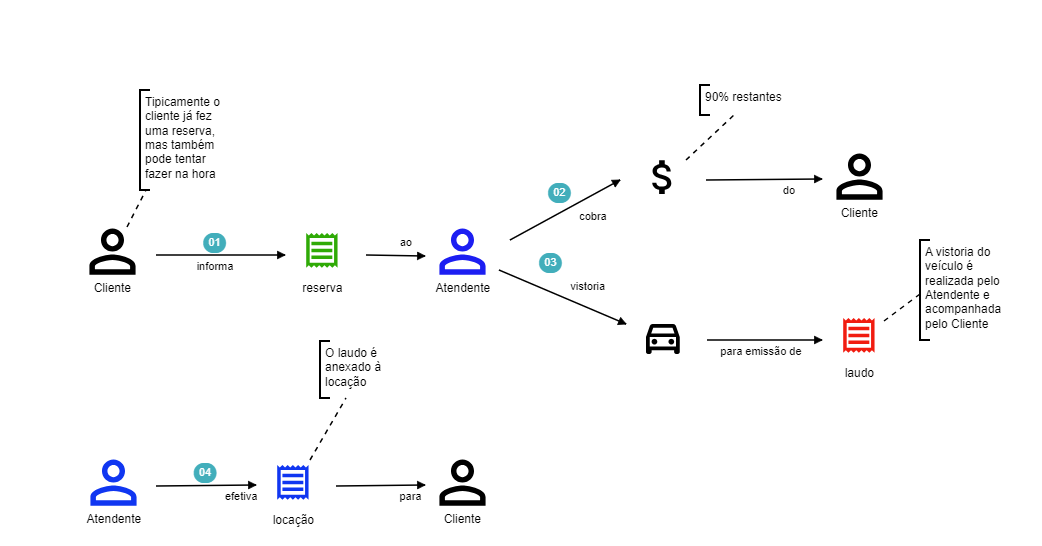 90% restantes
Tipicamente o
cliente já fez
uma reserva,
mas também
pode tentar
fazer na hora
02
do
Cliente
cobra
01
ao
informa
Cliente
reserva
Atendente
03
vistoria
A vistoria do
veículo é
realizada pelo
Atendente e
acompanhada
pelo Cliente
para emissão de
laudo
O laudo é
anexado à
locação
04
efetiva
para
Atendente
locação
Cliente